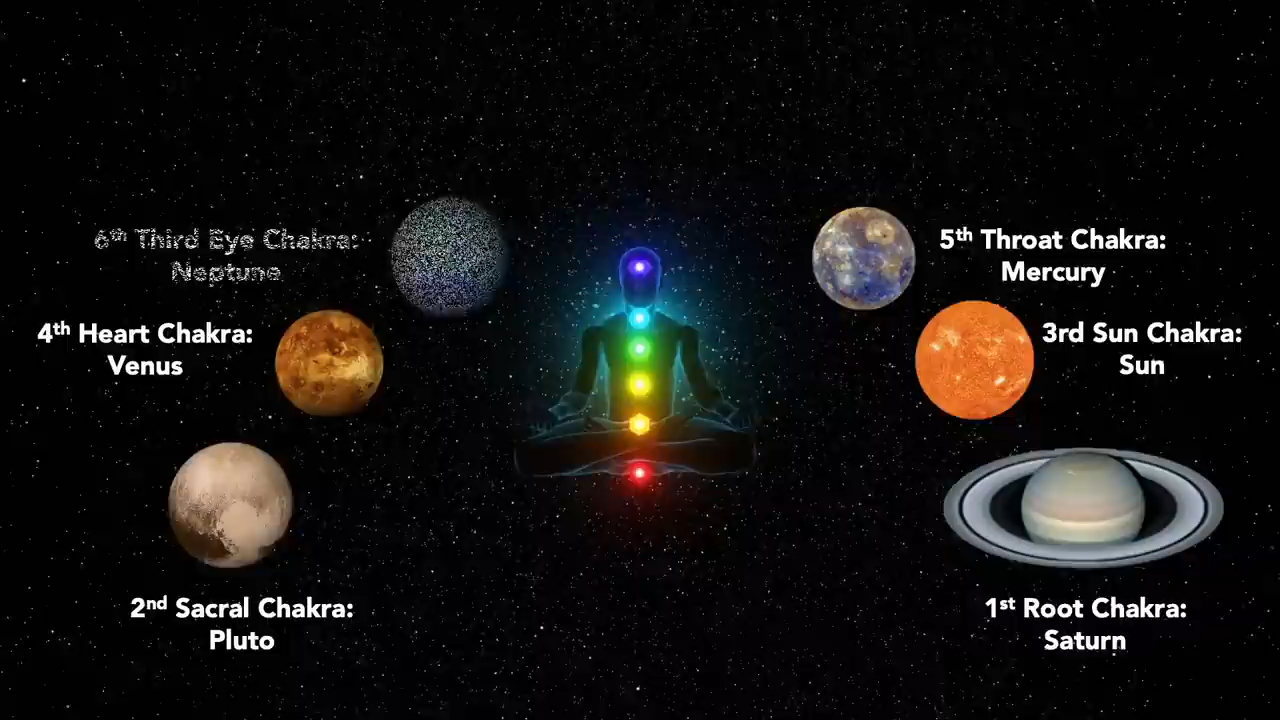 6th Third Eye Chakra:
Neptune
5th Throat Chakra:
Mercury
4th Heart Chakra:
Venus
3rd Sun Chakra:
Sun
2nd Sacral Chakra:
Pluto
1st Root Chakra:
Saturn